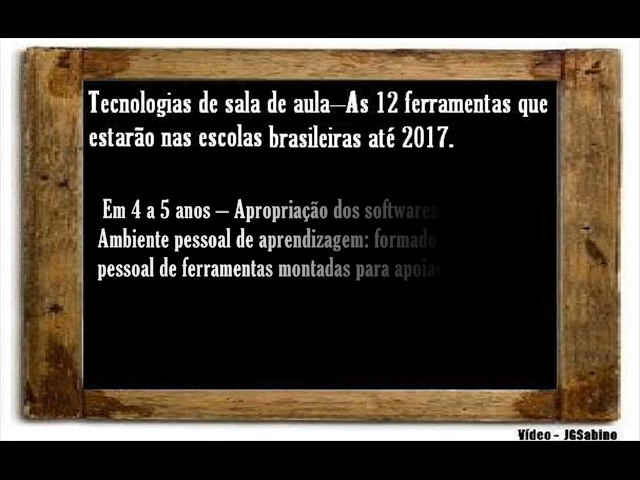 Tecnologias de sala de aula–As 12 ferramentas que
estarão nas escolas brasileiras até 2017.
Em 4 a 5 anos – Apropriação dos softwares
Ambiente pessoal de aprendizagem: formado
pessoal de ferramentas montadas para apoiar
Vídeo - JGSabino